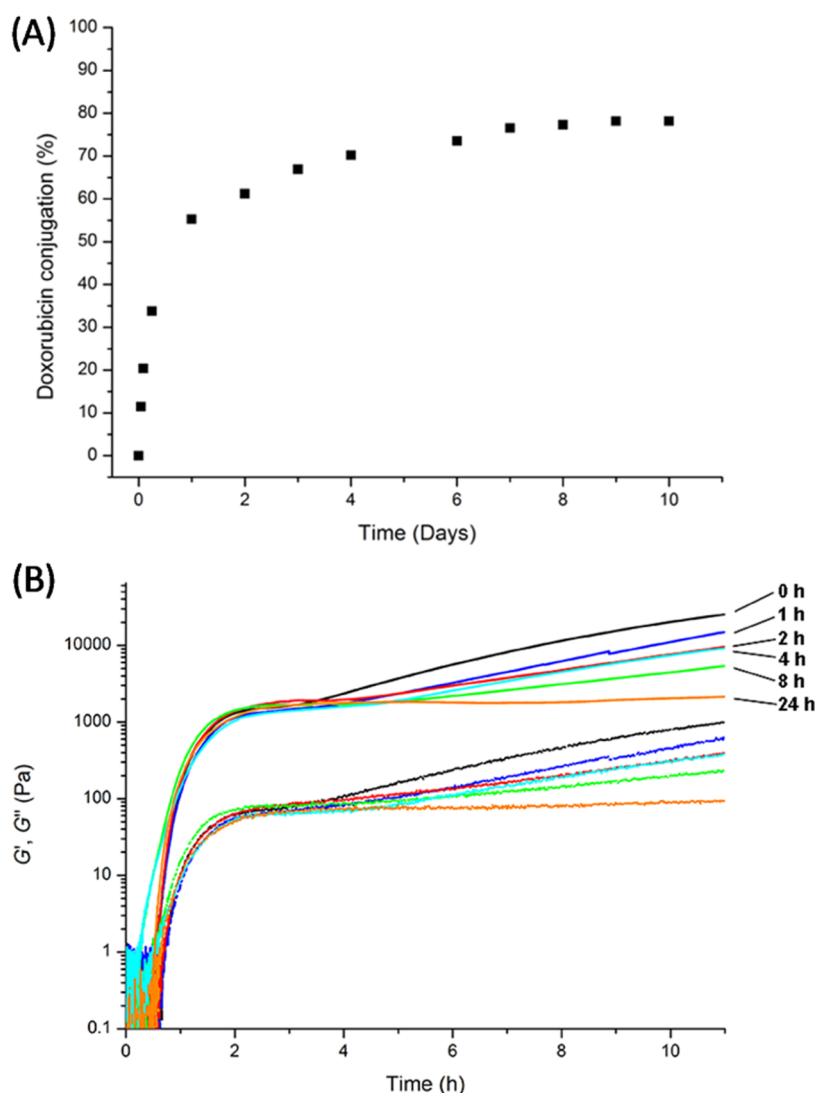 (A)
100
90
80
70
60
50
40
30
20
10
0
Doxorubicin conjugation (%)
0 2 4 6 8 10
Time (Days)
(B)
10000
1000
100
10
1
0.1
G', G'' (Pa)
0 h
1 h
2 h
4 h
8 h
24 h
0 2 4 6 8 10
Time (h)